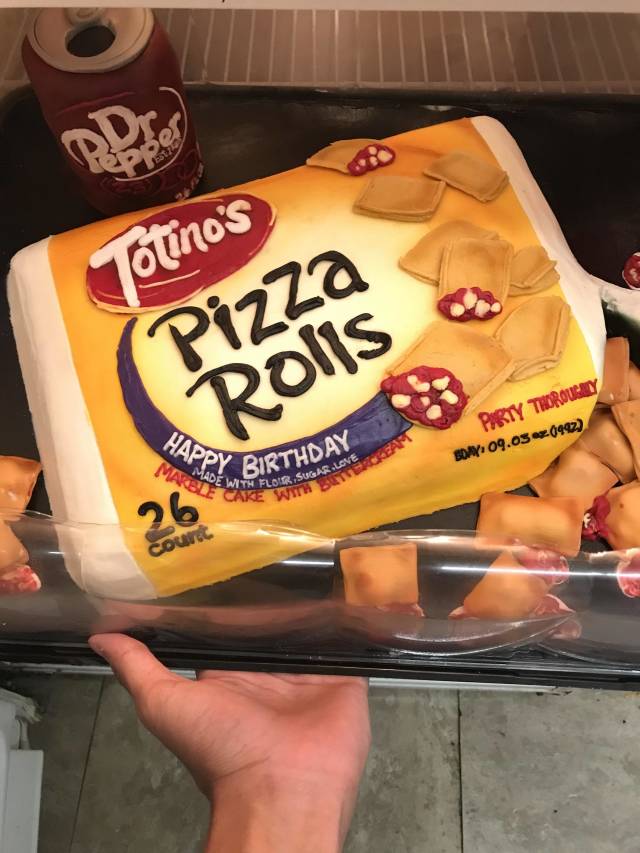 Dr
Pepper
Totino's
Pizza
Rolls
HAPPY BIRTHDAY
MADE WITH FLOUR, SUGAR, LOVE
MARBLE CAKE WITH BUTTERCREAM
26
count
PARTY THOROUGHLY
BDAY: 09.03 oz (1992)